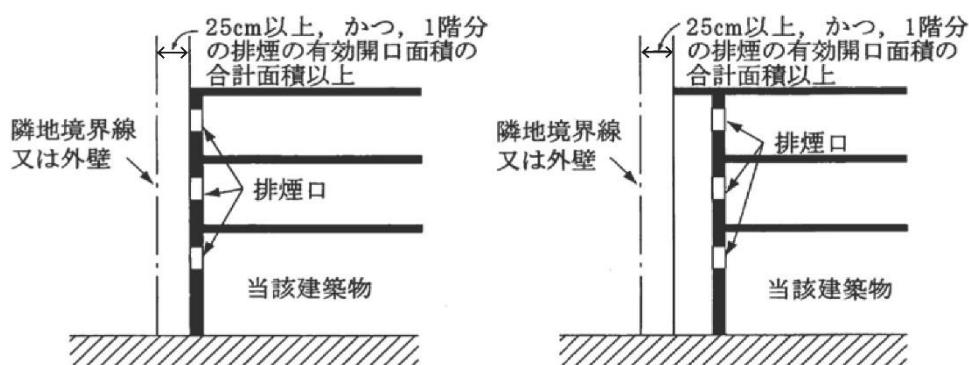 25cm以上，かつ，1階分
の排煙の有効開口面積の
合計面積以上
隣地境界線
又は外壁
排煙口
当該建築物
25cm以上，かつ，1階分
の排煙の有効開口面積の
合計面積以上
隣地境界線
又は外壁
排煙口
当該建築物